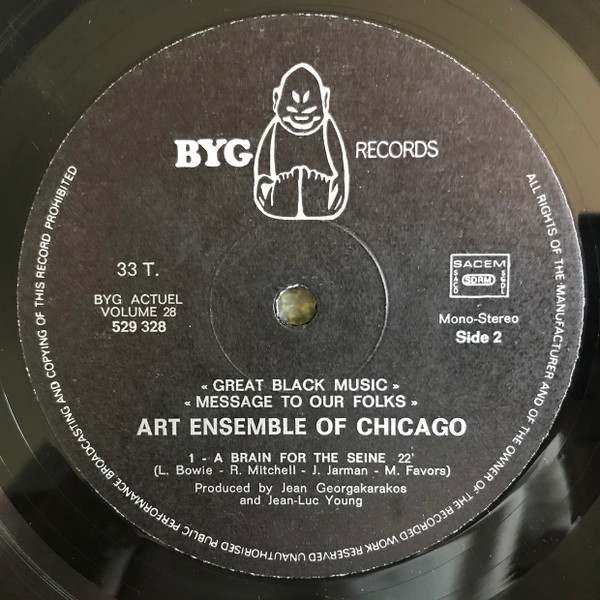 BYG RECORDS
33 T.
BYG ACTUEL
VOLUME 28
529 328
SACEM
SACD SDRM SGDL
Mono-Stereo
Side 2
« GREAT BLACK MUSIC »
« MESSAGE TO OUR FOLKS »
ART ENSEMBLE OF CHICAGO
1 - A BRAIN FOR THE SEINE 22'
(L. Bowie - R. Mitchell - J. Jarman - M. Favors)
Produced by Jean Georgakarakos
and Jean-Luc Young
ALL RIGHTS OF THE MANUFACTURER AND OF THE OWNER OF THE RECORDED WORK RESERVED UNAUTHORISED PUBLIC PERFORMANCE BROADCASTING AND COPYING OF THIS RECORD PROHIBITED